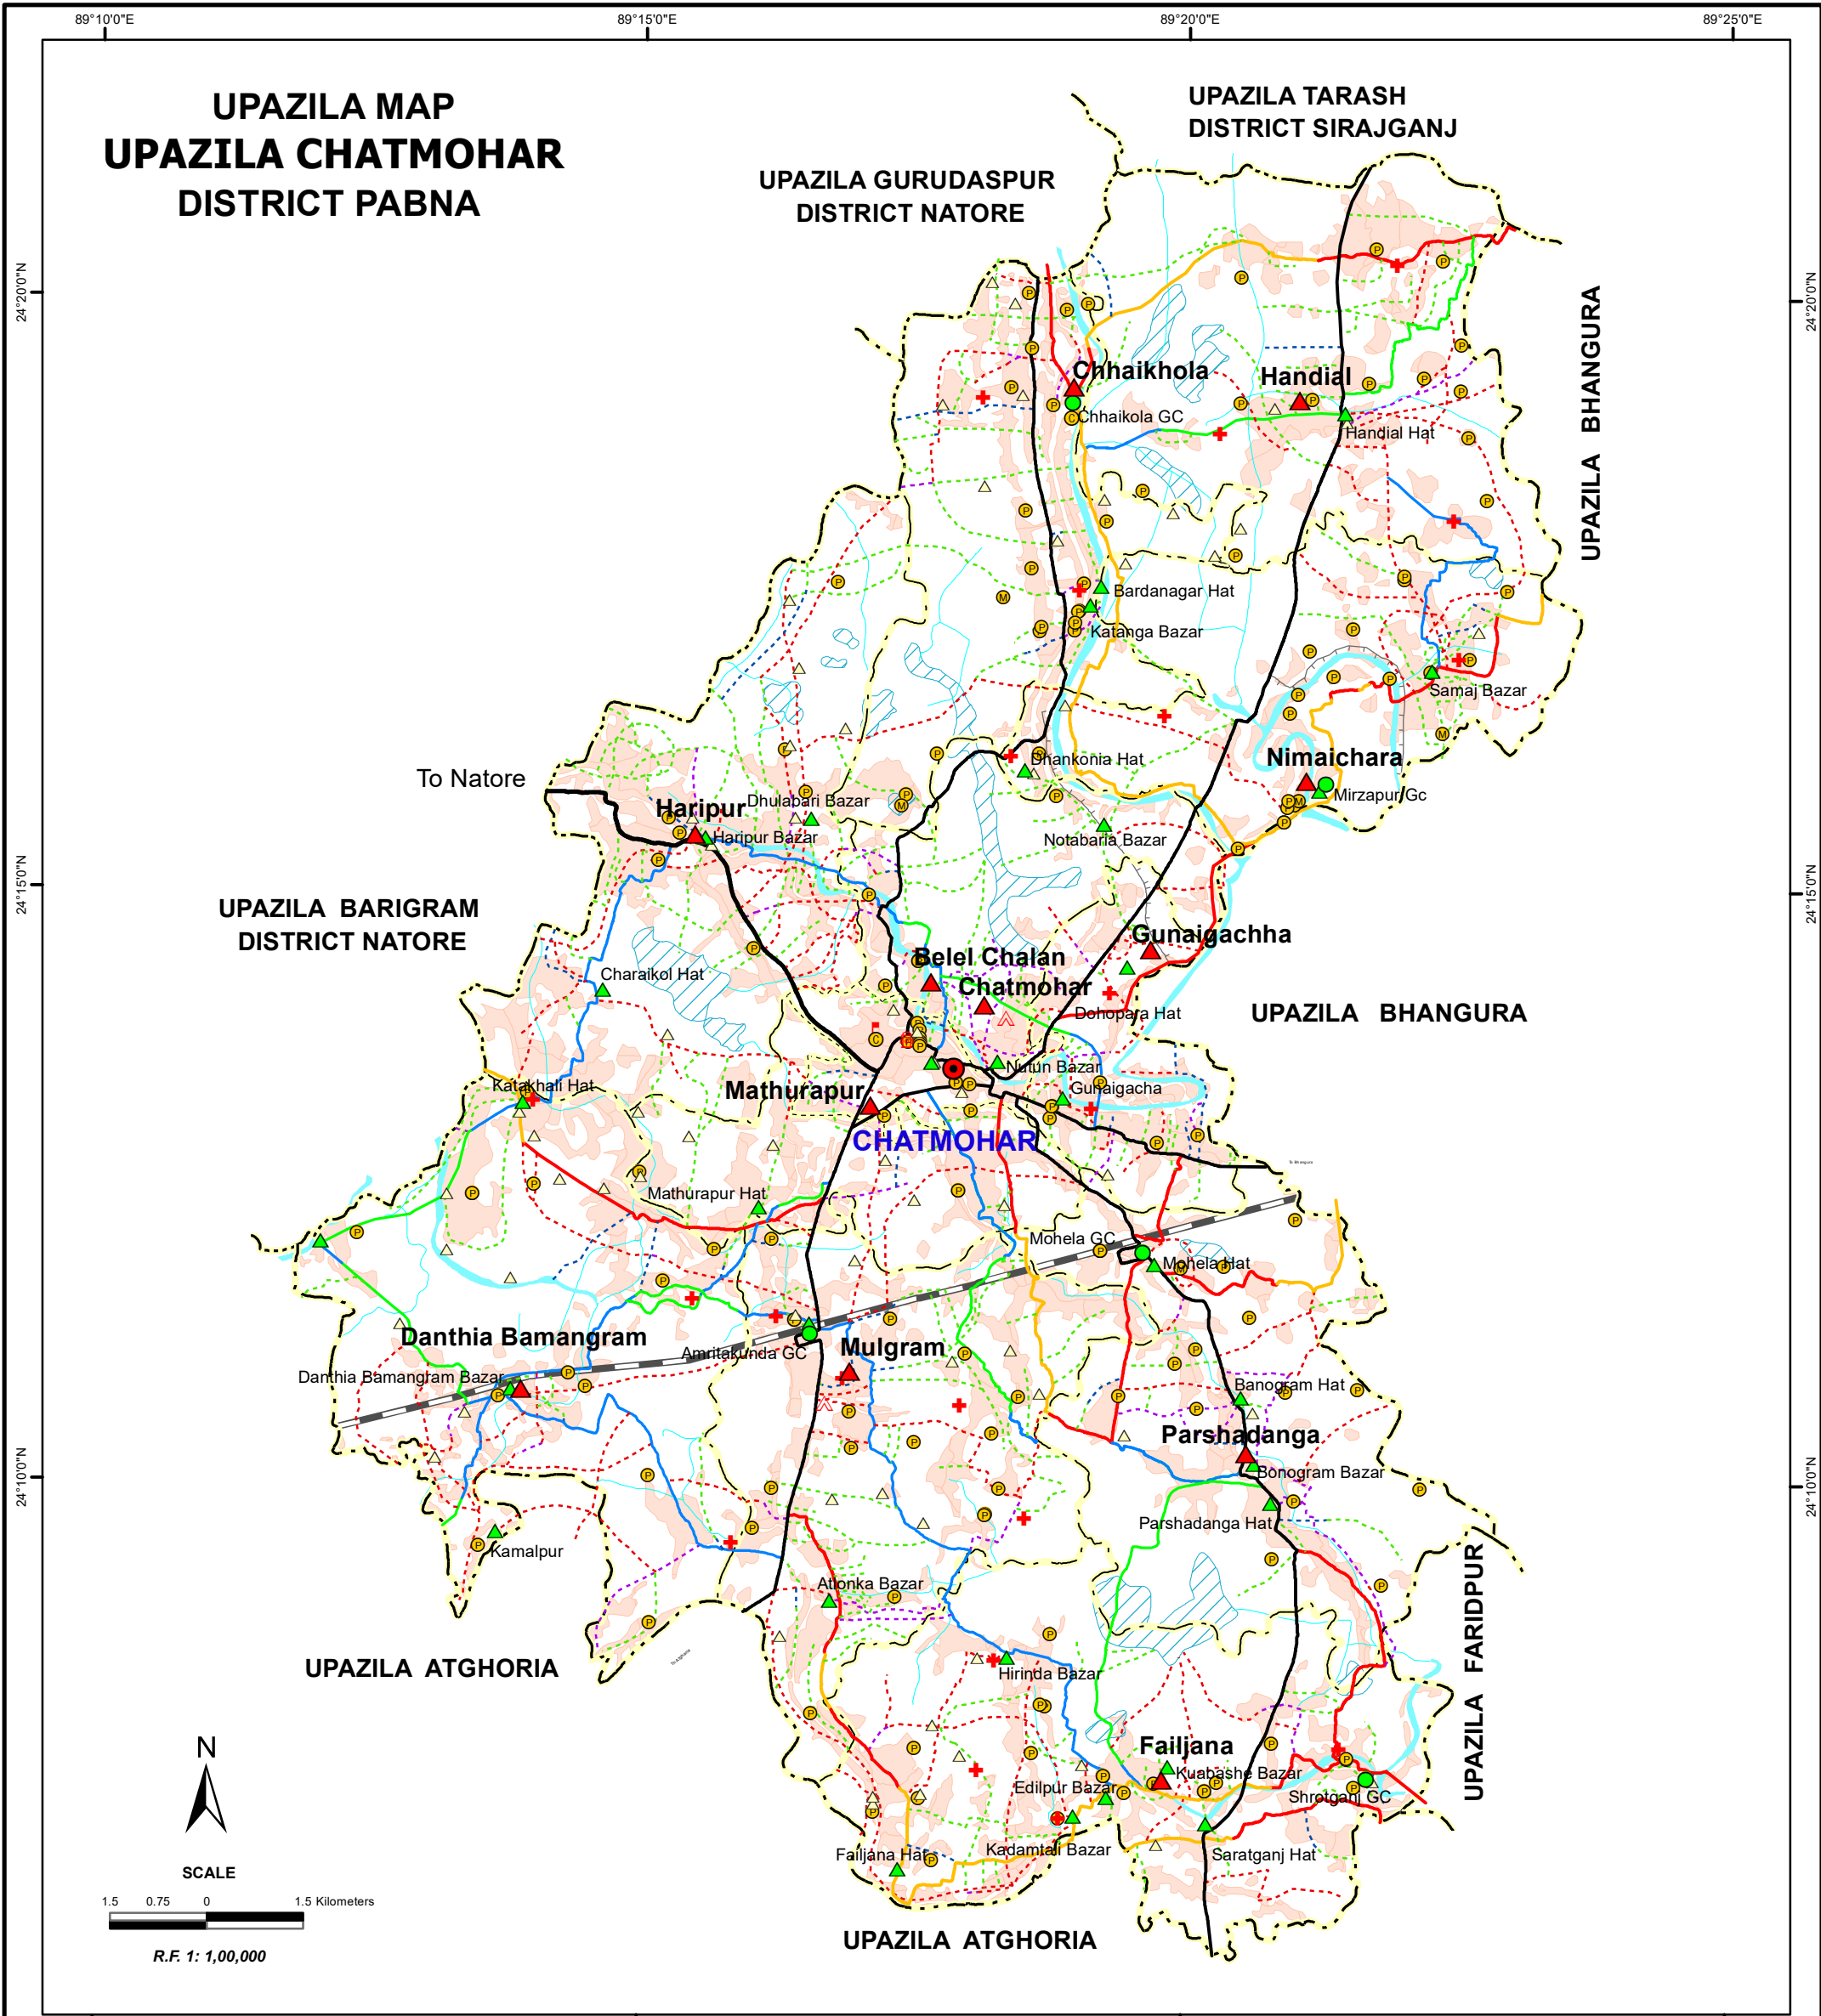 89°10'0"E
89°15'0"E
89°20'0"E
89°25'0"E
UPAZILA MAP
UPAZILA CHATMOHAR
DISTRICT PABNA
UPAZILA TARASH
DISTRICT SIRAJGANJ
UPAZILA GURUDASPUR
DISTRICT NATORE
24°20'0"N
24°20'0"N
UPAZILA BHANGURA
Chhaikhola
Handial
Chhaikola GC
Handial Hat
Bardanagar Hat
Katanga Bazar
Samaj Bazar
Nimaichara
Dhankonia Hat
To Natore
Mirzapur Gc
Haripur
Dhulabari Bazar
Haripur Bazar
Notabaria Bazar
24°15'0"N
24°15'0"N
UPAZILA BARIGRAM
DISTRICT NATORE
Gunaigachha
Belel Chalan
Charaikol Hat
Chatmohar
Dohopara Hat
UPAZILA BHANGURA
Nutun Bazar
Katakhali Hat
Gunaigacha
Mathurapur
CHATMOHAR
To Bhangura
Mathurapur Hat
Mohela GC
Mohela Hat
Danthia Bamangram
Mulgram
Amritakunda GC
Danthia Bamangram Bazar
Banogram Hat
Parshadanga
Bonogram Bazar
24°10'0"N
24°10'0"N
Parshadanga Hat
Kamalpur
Atlonka Bazar
UPAZILA FARIDPUR
To Atghoria
UPAZILA ATGHORIA
Hirinda Bazar
Failjana
Kuabashe Bazar
Edilpur Bazar
Shrotganj GC
Kadamtali Bazar
Failjana Hat
Saratganj Hat
N
SCALE
1.5 0.75 0 1.5 Kilometers
R.F. 1: 1,00,000
UPAZILA ATGHORIA